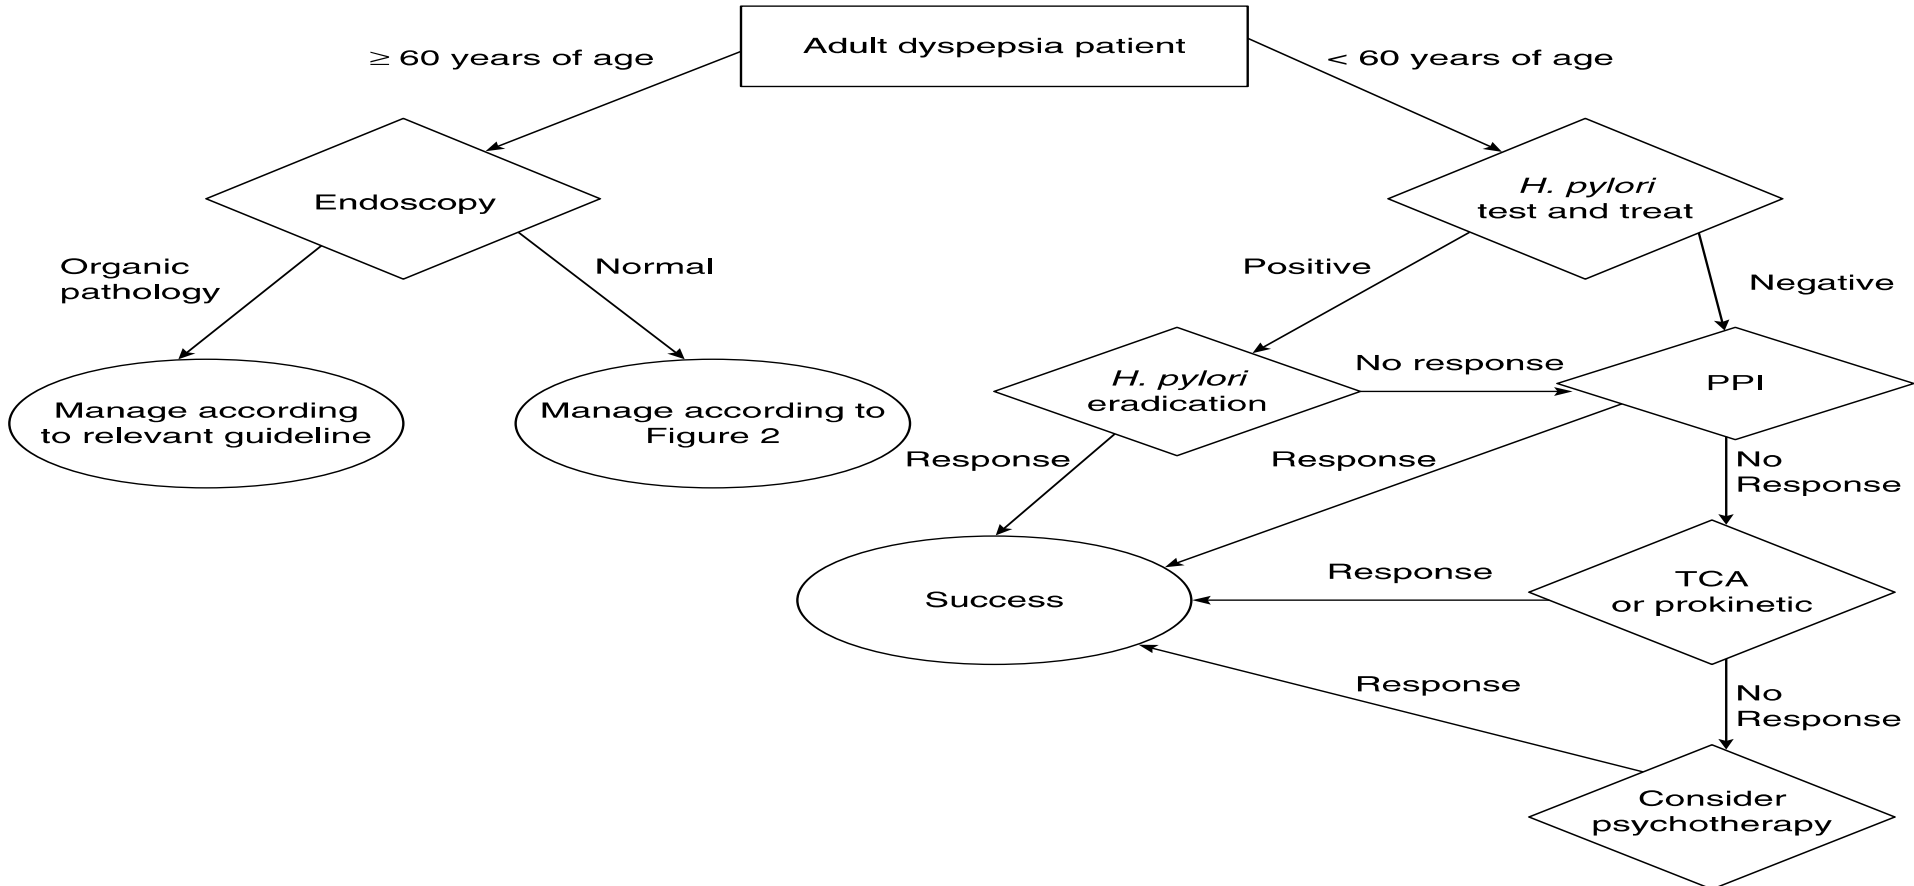 Adult dyspepsia patient
≥ 60 years of age
< 60 years of age
Endoscopy
H. pylori
test and treat
Organic
pathology
Normal
Positive
Negative
Manage according
to relevant guideline
Manage according to
Figure 2
H. pylori
eradication
No response
PPI
Response
Response
No
Response
Success
Response
TCA
or prokinetic
Response
No
Response
Consider
psychotherapy